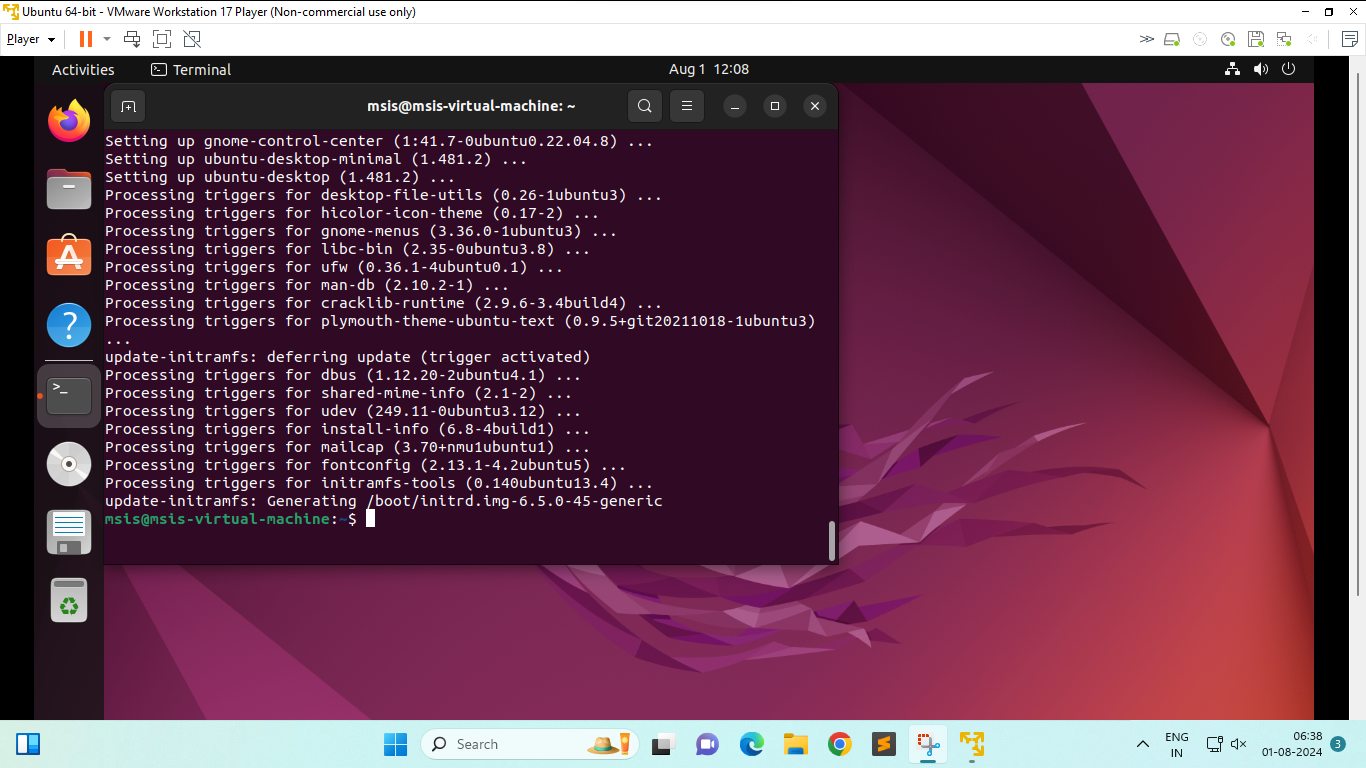 Ubuntu 64-bit - VMware Workstation 17 Player (Non-commercial use only)
Player
Activities
Terminal
Aug 1 12:08
msis@msis-virtual-machine: ~
Setting up gnome-control-center (1:41.7-0ubuntu0.22.04.8) ...
Setting up ubuntu-desktop-minimal (1.481.2) ...
Setting up ubuntu-desktop (1.481.2) ...
Processing triggers for desktop-file-utils (0.26-1ubuntu3) ...
Processing triggers for hicolor-icon-theme (0.17-2) ...
Processing triggers for gnome-menus (3.36.0-1ubuntu3) ...
Processing triggers for libc-bin (2.35-0ubuntu3.8) ...
Processing triggers for ufw (0.36.1-4ubuntu0.1) ...
Processing triggers for man-db (2.10.2-1) ...
Processing triggers for cracklib-runtime (2.9.6-3.4build4) ...
Processing triggers for plymouth-theme-ubuntu-text (0.9.5+git20211018-1ubuntu3)
...
update-initramfs: deferring update (trigger activated)
Processing triggers for dbus (1.12.20-2ubuntu4.1) ...
Processing triggers for shared-mime-info (2.1-2) ...
Processing triggers for udev (249.11-0ubuntu3.12) ...
Processing triggers for install-info (6.8-4build1) ...
Processing triggers for mailcap (3.70+nmu1ubuntu1) ...
Processing triggers for fontconfig (2.13.1-4.2ubuntu5) ...
Processing triggers for initramfs-tools (0.140ubuntu13.4) ...
update-initramfs: Generating /boot/initrd.img-6.5.0-45-generic
msis@msis-virtual-machine:~$
Search
ENG
IN
06:38
01-08-2024
3